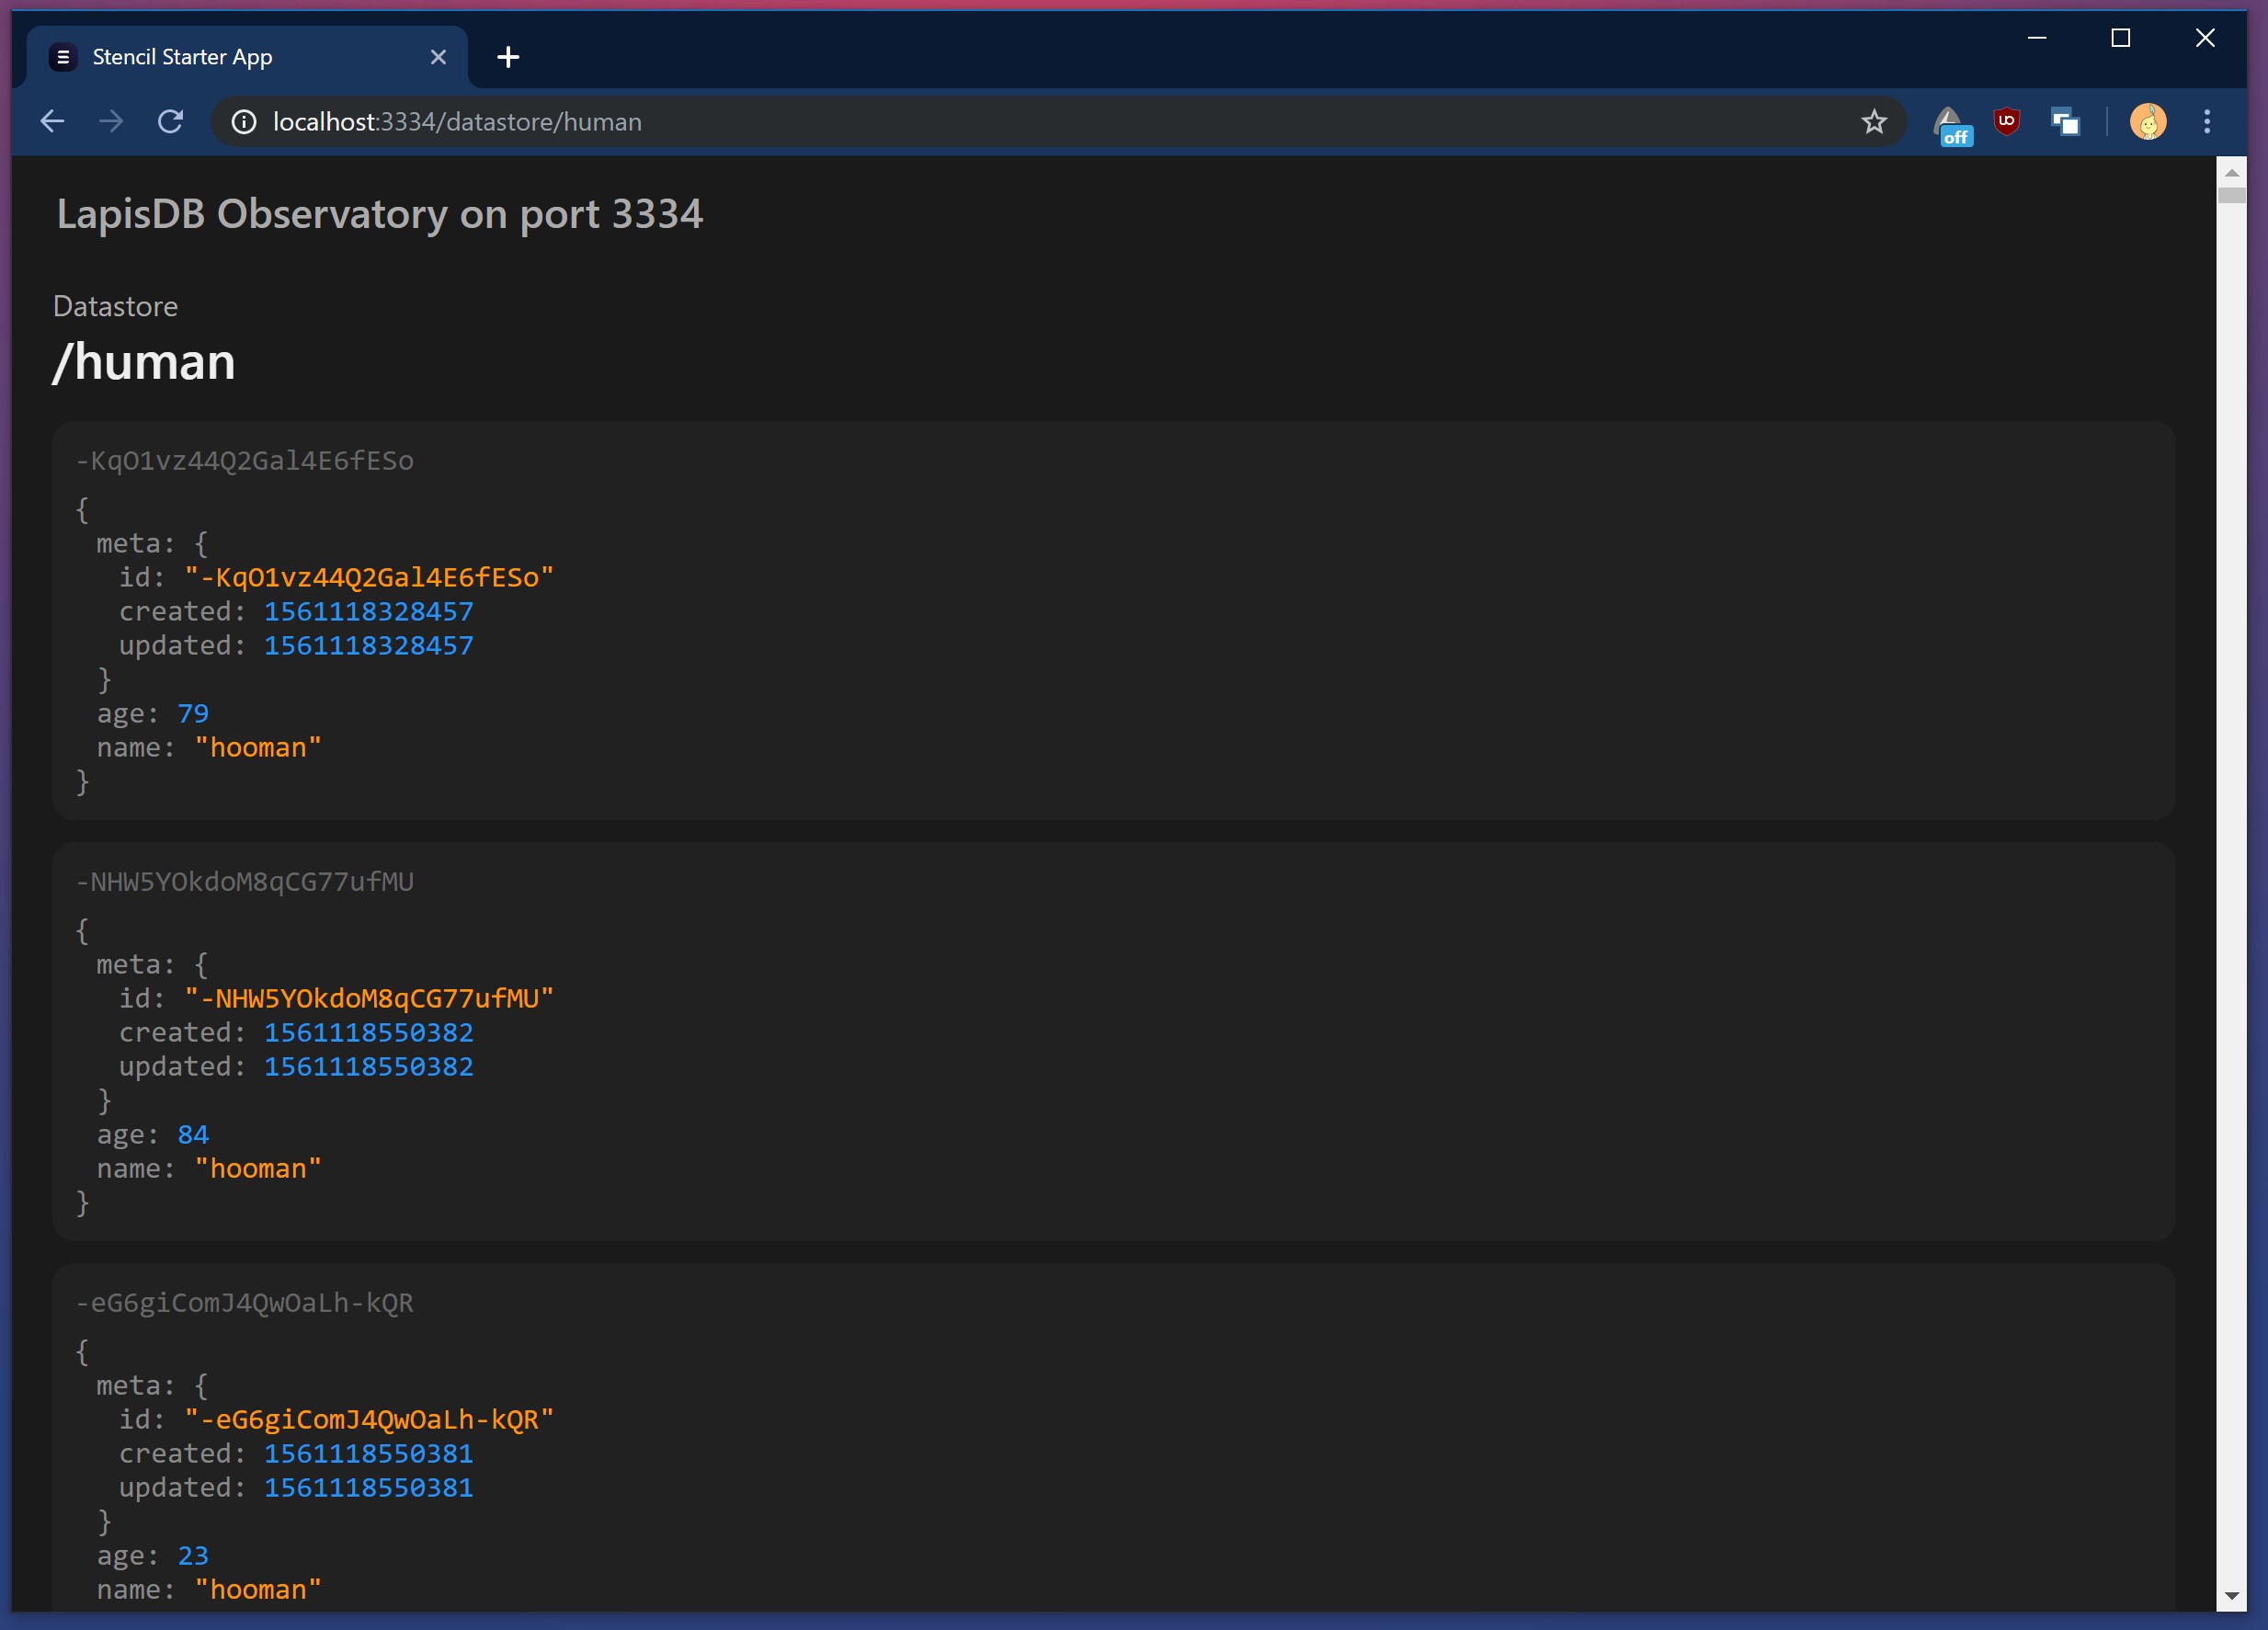 Stencil Starter App
localhost:3334/datastore/human
off
LapisDB Observatory on port 3334
Datastore
/human
-KqO1vz44Q2Gal4E6fESo
{
meta: {
id: "-KqO1vz44Q2Gal4E6fESo"
created: 1561118328457
updated: 1561118328457
}
age: 79
name: "hooman"
}
-NHW5YOkdoM8qCG77ufMU
{
meta: {
id: "-NHW5YOkdoM8qCG77ufMU"
created: 1561118550382
updated: 1561118550382
}
age: 84
name: "hooman"
}
-eG6giComJ4QwOaLh-kQR
{
meta: {
id: "-eG6giComJ4QwOaLh-kQR"
created: 1561118550381
updated: 1561118550381
}
age: 23
name: "hooman"